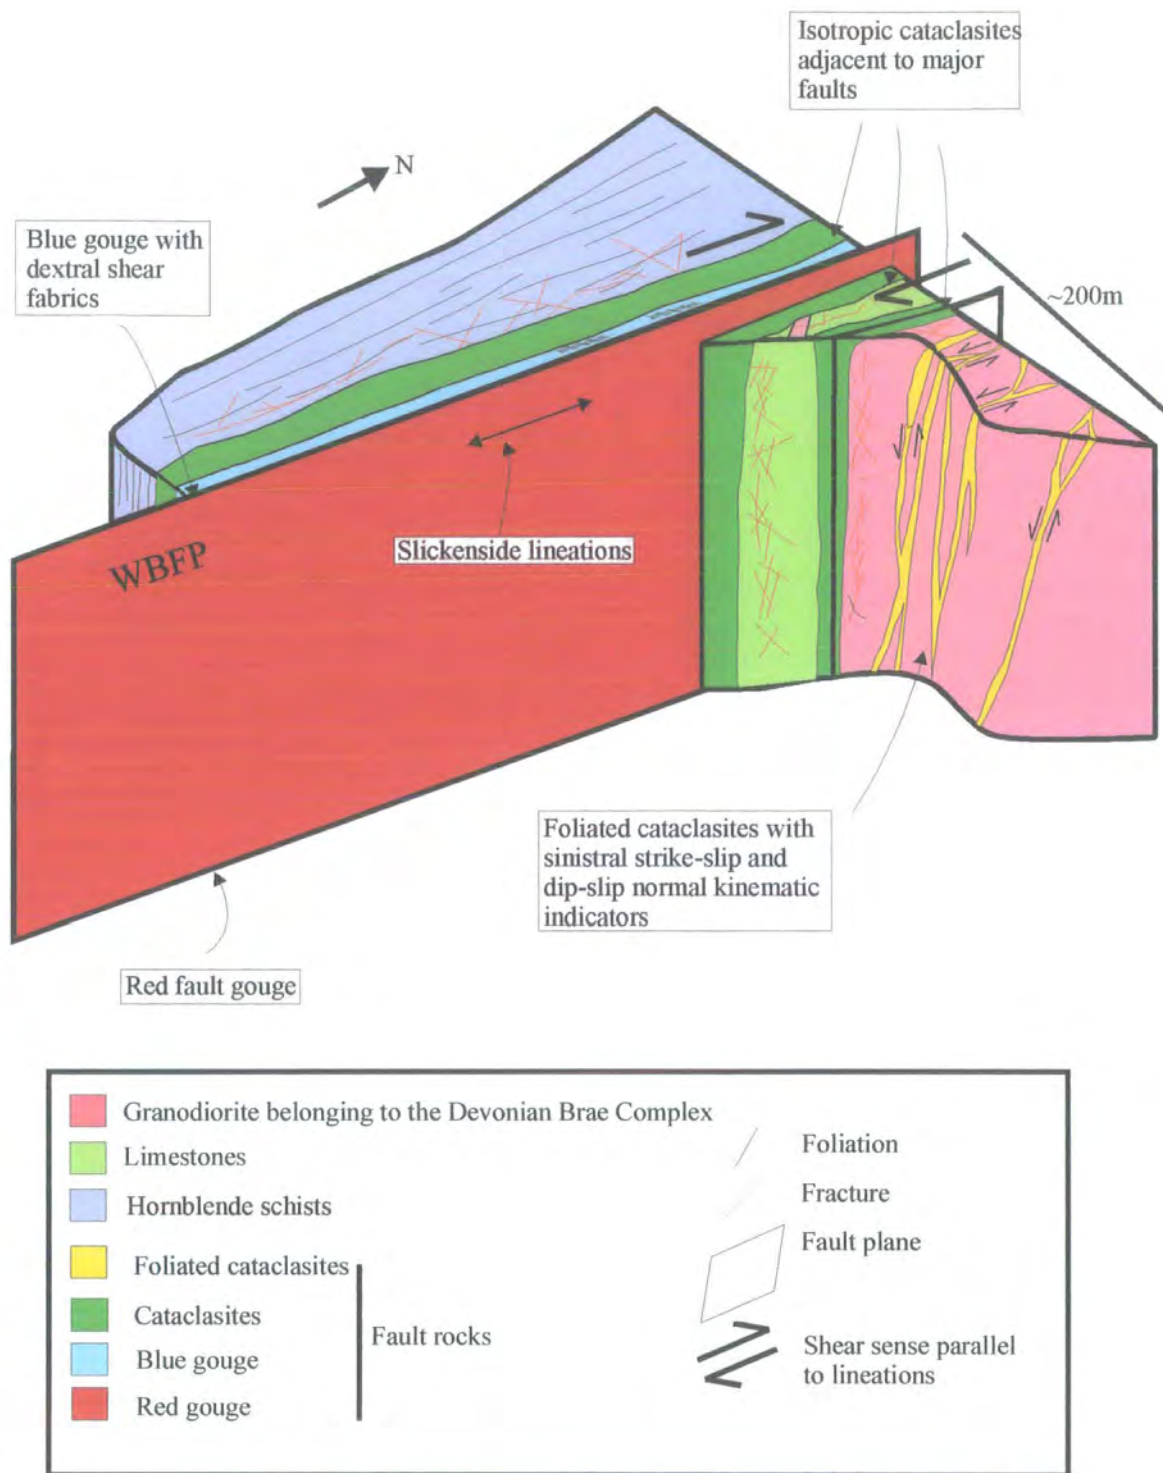 Isotropic cataclasites
adjacent to major
faults
N
Blue gouge with
dextral shear
fabrics
~200m
Slickenside lineations
WBFP
Foliated cataclasites with
sinistral strike-slip and
dip-slip normal kinematic
indicators
Red fault gouge
Granodiorite belonging to the Devonian Brae Complex
Limestones
Hornblende schists
Foliated cataclasites
Cataclasites
Blue gouge
Red gouge
Fault rocks
Foliation
Fracture
Fault plane
Shear sense parallel
to lineations